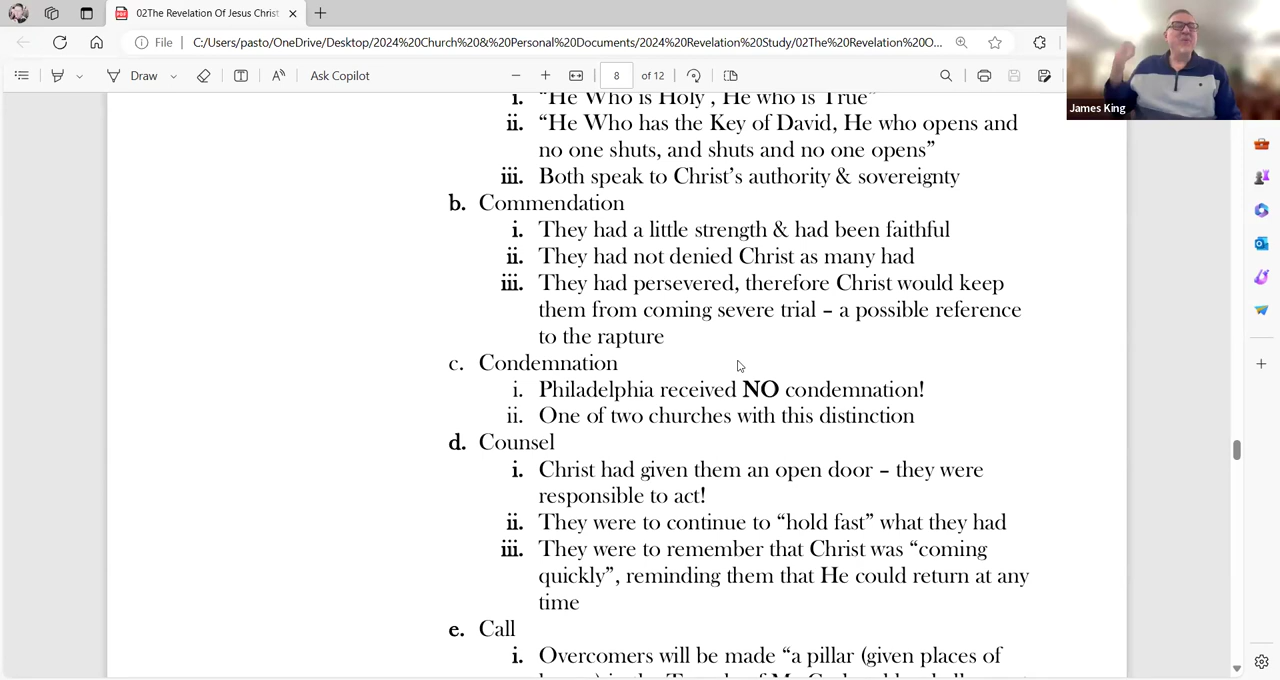 02The Revelation Of Jesus Christ
File
C:/Users/pasto/OneDrive/Desktop/2024%20Church%20&%20Personal%20Documents/2024%20Revelation%20Study/02The%20Revelation%20O...
Draw
Ask Copilot
8 of 12
James King
i. "He Who is Holy , He who is True"
ii. "He Who has the Key of David, He who opens and
no one shuts, and shuts and no one opens"
iii. Both speak to Christ's authority & sovereignty
b. Commendation
i. They had a little strength & had been faithful
ii. They had not denied Christ as many had
iii. They had persevered, therefore Christ would keep
them from coming severe trial – a possible reference
to the rapture
c. Condemnation
i. Philadelphia received NO condemnation!
ii. One of two churches with this distinction
d. Counsel
i. Christ had given them an open door – they were
responsible to act!
ii. They were to continue to "hold fast" what they had
iii. They were to remember that Christ was "coming
quickly", reminding them that He could return at any
time
e. Call
i. Overcomers will be made "a pillar (given places of